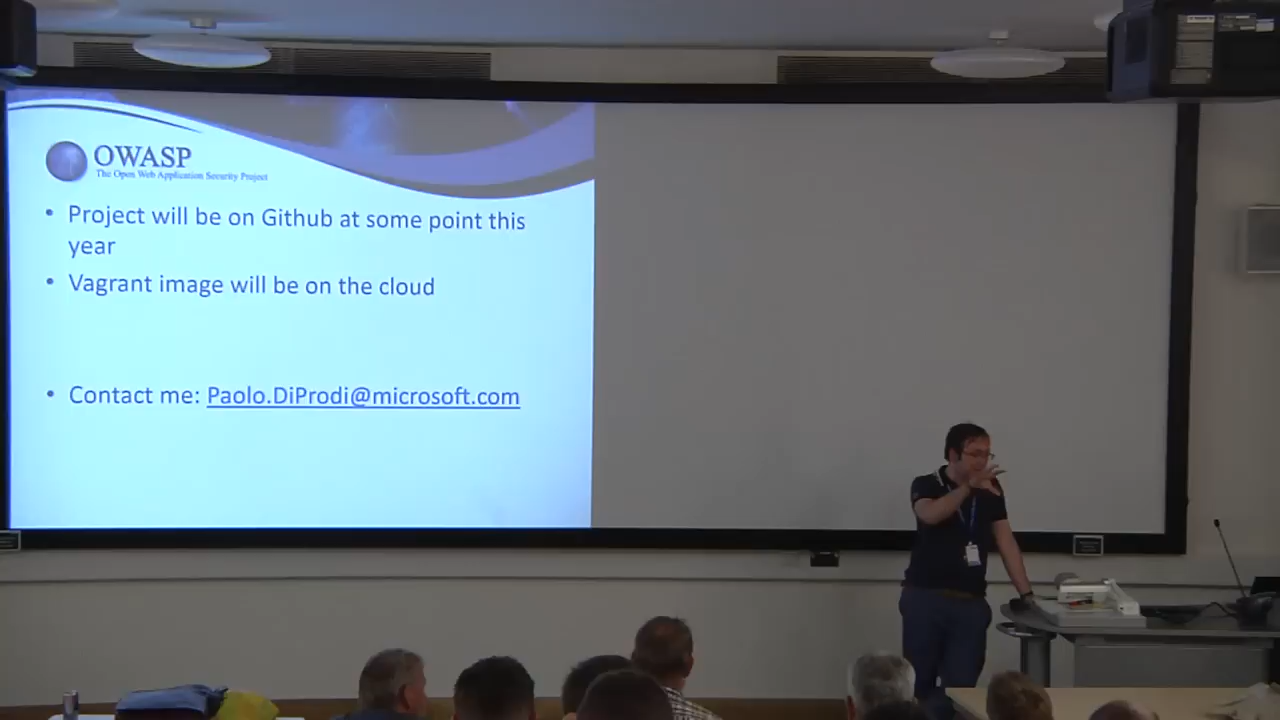 OWASP
The Open Web Application Security Project
• Project will be on Github at some point this
year
• Vagrant image will be on the cloud
• Contact me: Paolo.DiProdi@microsoft.com